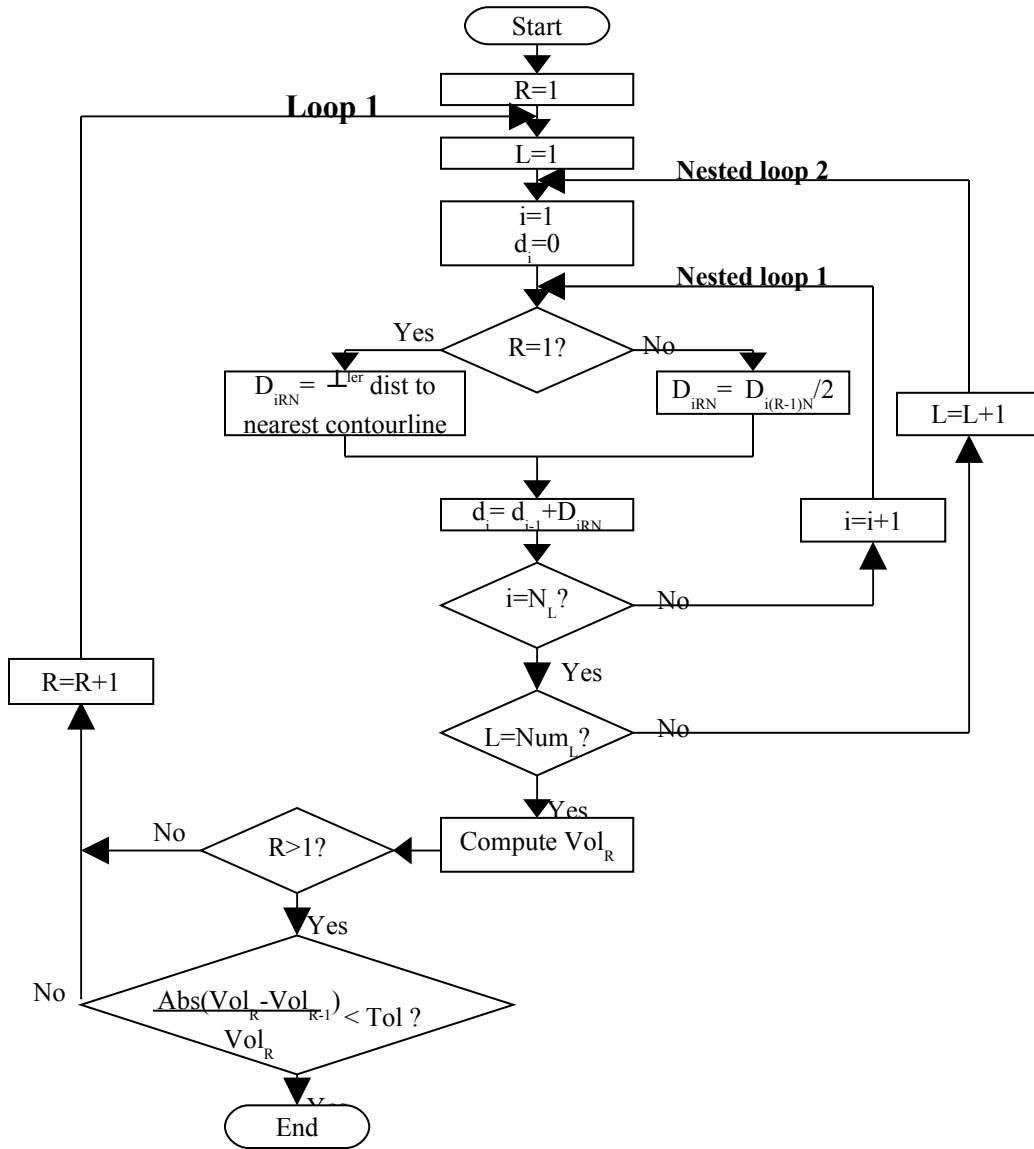 Start
R=1
Loop 1
L=1
Nested loop 2
i=1
d_i=0
Nested loop 1
Yes
R=1?
No
D_iRN= ⊥^ler dist to
nearest contourline
D_iRN= D_i(R-1)N/2
L=L+1
d_i= d_i-1+D_iRN
i=i+1
i=N_L?
No
Yes
R=R+1
L=Num_L?
No
Yes
Compute Vol_R
No
R>1?
Yes
No
Abs(Vol_R-Vol_R-1)
< Tol ?
Vol_R
Yes
End